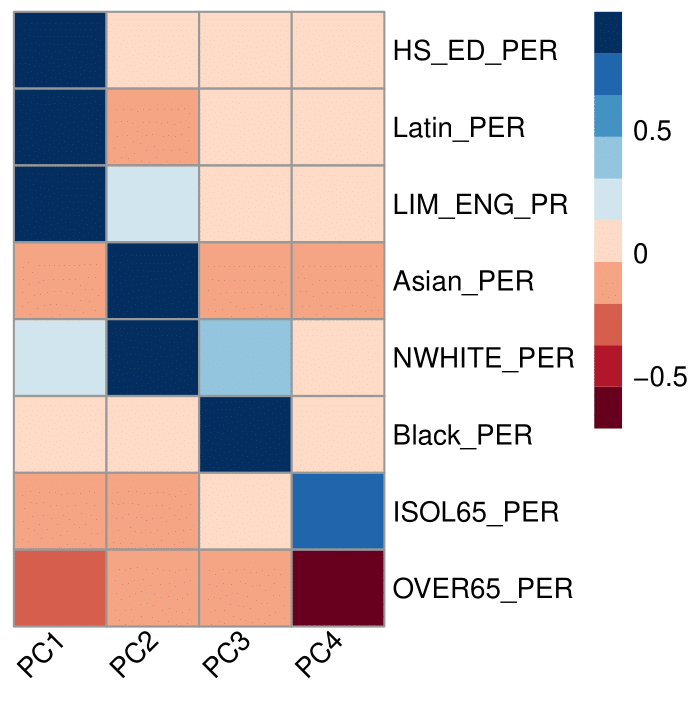 HS_ED_PER
Latin_PER
LIM_ENG_PR
Asian_PER
NWHITE_PER
Black_PER
ISOL65_PER
OVER65_PER
PC1
PC2
PC3
PC4
0.5
0
−0.5